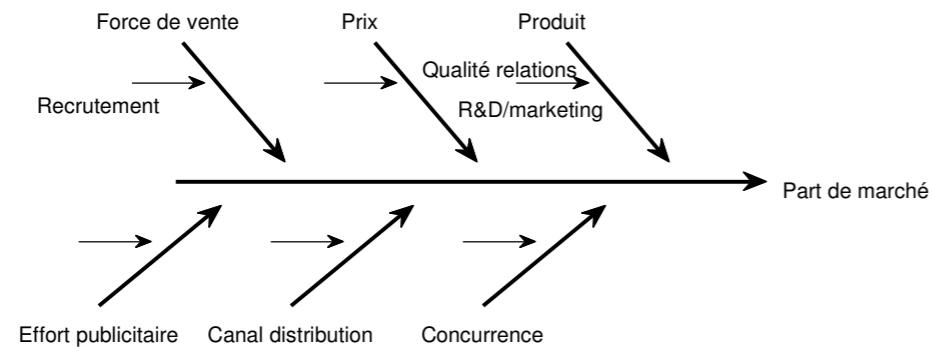 Force de vente
Prix
Produit
Qualité relations
Recrutement
R&D/marketing
Part de marché
Effort publicitaire
Canal distribution
Concurrence